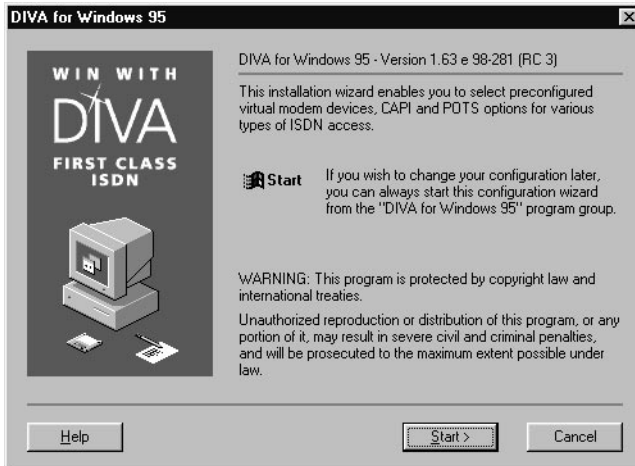 DIVA for Windows 95
WIN WITH
DIVA
FIRST CLASS
ISDN
DIVA for Windows 95 - Version 1.63 e 98-281 (RC 3)
This installation wizard enables you to select preconfigured
virtual modem devices, CAPI and POTS options for various
types of ISDN access.
Start
If you wish to change your configuration later,
you can always start this configuration wizard
from the "DIVA for Windows 95" program group.
WARNING: This program is protected by copyright law and
international treaties.
Unauthorized reproduction or distribution of this program, or any
portion of it, may result in severe civil and criminal penalties,
and will be prosecuted to the maximum extent possible under
law.
Help
Start >
Cancel